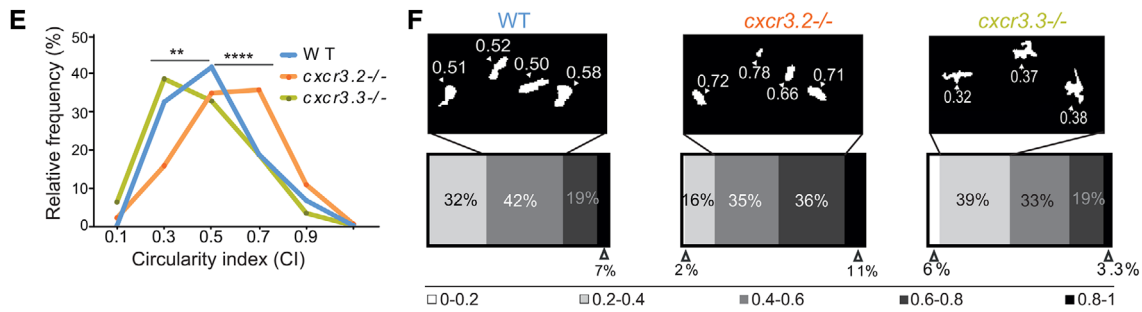 E
Relative frequency (%)
50
40
30
20
10
0
0.1 0.3 0.5 0.7 0.9
Circularity index (CI)
** ****
W T
cxcr3.2-/-
cxcr3.3-/-
F
WT
0.51 0.52 0.50 0.58
32% 42% 19%
7%
cxcr3.2-/-
0.72 0.78 0.66 0.71
16% 35% 36%
2% 11%
cxcr3.3-/-
0.32 0.37 0.38
39% 33% 19%
6% 3.3%
0-0.2 0.2-0.4 0.4-0.6 0.6-0.8 0.8-1